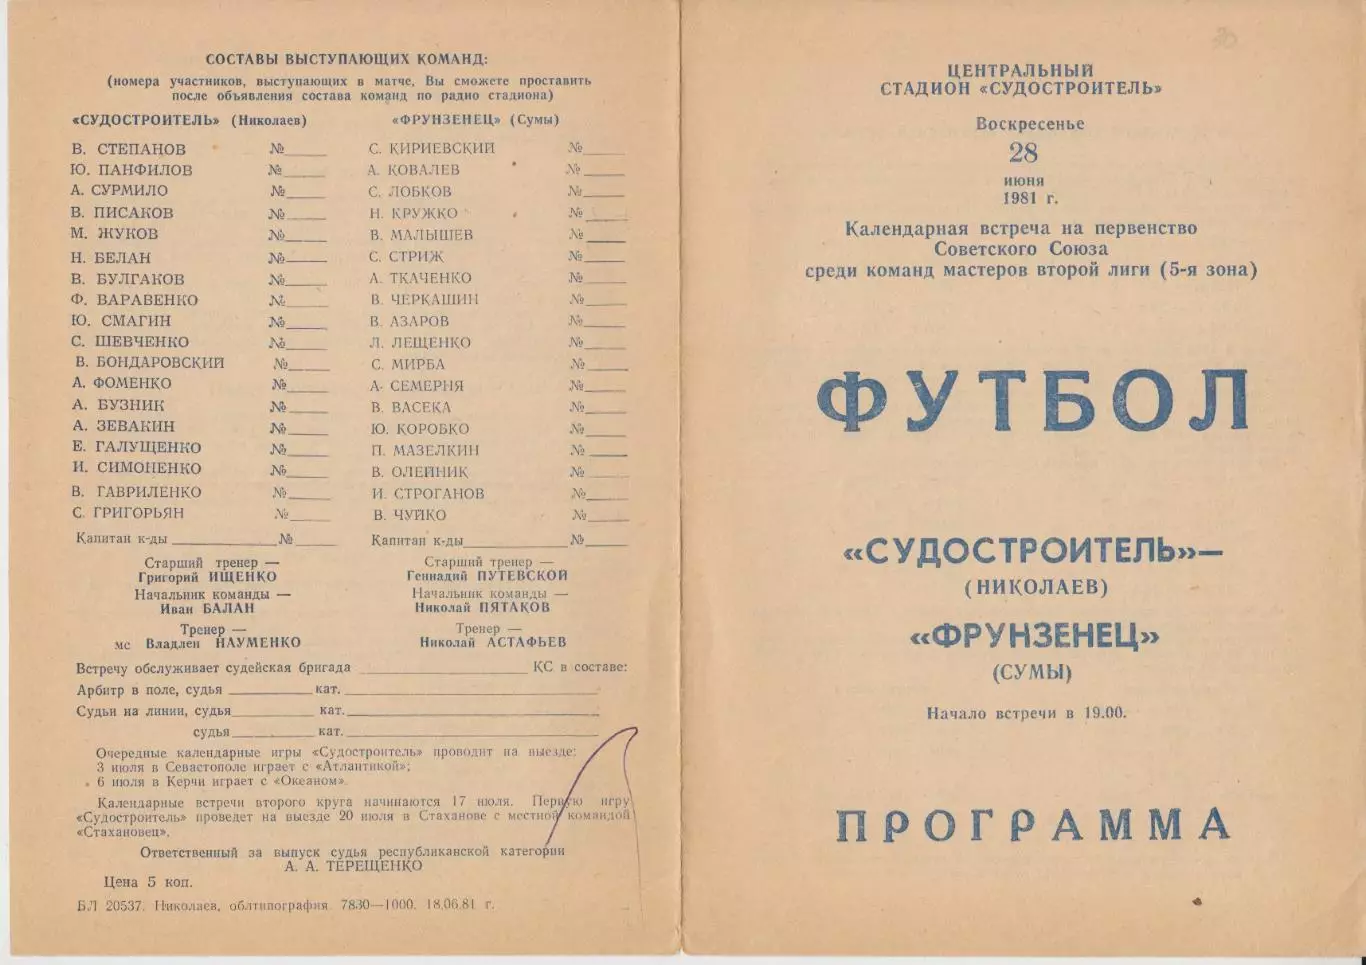 СОСТАВЫ ВЫСТУПАЮЩИХ КОМАНД:
(номера участников, выступающих в матче, Вы сможете проставить
после объявления состава команд по радио стадиона)
«СУДОСТРОИТЕЛЬ» (Николаев)
В. СТЕПАНОВ №
Ю. ПАНФИЛОВ №
А. СУРМИЛО №
В. ПИСАКОВ №
М. ЖУКОВ №
Н. БЕЛАН №
В. БУЛГАКОВ №
Ф. ВАРАВЕНКО №
Ю. СМАГИН №
С. ШЕВЧЕНКО №
В. БОНДАРОВСКИЙ №
А. ФОМЕНКО №
А. БУЗНИК №
А. ЗЕВАКИН №
Е. ГАЛУЩЕНКО №
И. СИМОНЕНКО №
В. ГАВРИЛЕНКО №
С. ГРИГОРЬЯН №
Капитан к-ды №
Старший тренер —
Григорий ИЩЕНКО
Начальник команды —
Иван БАЛАН
Тренер —
мс Владлен НАУМЕНКО
«ФРУНЗЕНЕЦ» (Сумы)
С. КИРИЕВСКИЙ №
А. КОВАЛЕВ №
С. ЛОБКОВ №
Н. КРУЖКО №
В. МАЛЫШЕВ №
С. СТРИЖ №
А. ТКАЧЕНКО №
В. ЧЕРКАШИН №
В. АЗАРОВ №
Л. ЛЕЩЕНКО №
С. МИРБА №
А. СЕМЕРНЯ №
В. ВАСЕКА №
Ю. КОРОБКО №
П. МАЗЕЛКИН №
В. ОЛЕЙНИК №
И. СТРОГАНОВ №
В. ЧУЙКО №
Капитан к-ды №
Старший тренер —
Геннадий ПУТЕВСКОЙ
Начальник команды —
Николай ПЯТАКОВ
Тренер —
Николай АСТАФЬЕВ
Встречу обслуживает судейская бригада КС в составе:
Арбитр в поле, судья кат.
Судьи на линии, судья кат.
судья кат.
Очередные календарные игры «Судостроитель» проводит на выезде:
3 июля в Севастополе играет с «Атлантикой»;
6 июля в Керчи играет с «Океаном».
Календарные встречи второго круга начинаются 17 июля. Первую игру
«Судостроитель» проведет на выезде 20 июля в Стаханове с местной командой
«Стахановец».
Ответственный за выпуск судья республиканской категории
А. А. ТЕРЕЩЕНКО
Цена 5 коп.
БЛ 20537. Николаев, облтипография 7830—1000. 18.06.81 г.
ЦЕНТРАЛЬНЫЙ
СТАДИОН «СУДОСТРОИТЕЛЬ»
Воскресенье
28
июня
1981 г.
Календарная встреча на первенство
Советского Союза
среди команд мастеров второй лиги (5-я зона)
ФУТБОЛ
«СУДОСТРОИТЕЛЬ»—
(НИКОЛАЕВ)
«ФРУНЗЕНЕЦ»
(СУМЫ)
Начало встречи в 19.00.
ПРОГРАММА